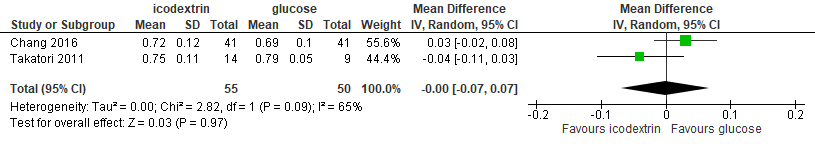 icodextrin glucose Mean Difference Mean Difference
Study or Subgroup Mean SD Total Mean SD Total Weight IV, Random, 95% CI IV, Random, 95% CI
Chang 2016 0.72 0.12 41 0.69 0.1 41 55.6% 0.03 [-0.02, 0.08]
Takatori 2011 0.75 0.11 14 0.79 0.05 9 44.4% -0.04 [-0.11, 0.03]
Total (95% CI) 55 50 100.0% -0.00 [-0.07, 0.07]
Heterogeneity: Tau² = 0.00; Chi² = 2.82, df = 1 (P = 0.09); I² = 65%
Test for overall effect: Z = 0.03 (P = 0.97)
-0.2 -0.1 0 0.1 0.2
Favours icodextrin Favours glucose